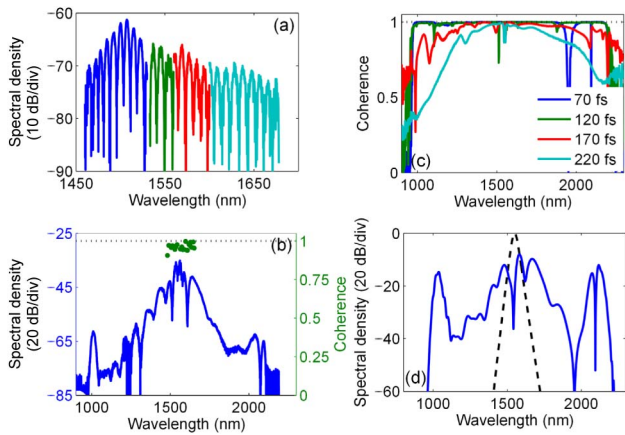 (a)
Spectral density
(10 dB/div)
−60
−70
−80
−90
1450
1550
1650
Wavelength (nm)
(c)
Coherence
1
0.5
0
70 fs
120 fs
170 fs
220 fs
1000
1500
2000
Wavelength (nm)
(b)
Spectral density
(20 dB/div)
−25
−45
−65
−85
1
0.75
0.5
0.25
0
Coherence
1000
1500
2000
Wavelength (nm)
(d)
Spectral density (20 dB/div)
0
−20
−40
−60
1000
1500
2000
Wavelength (nm)